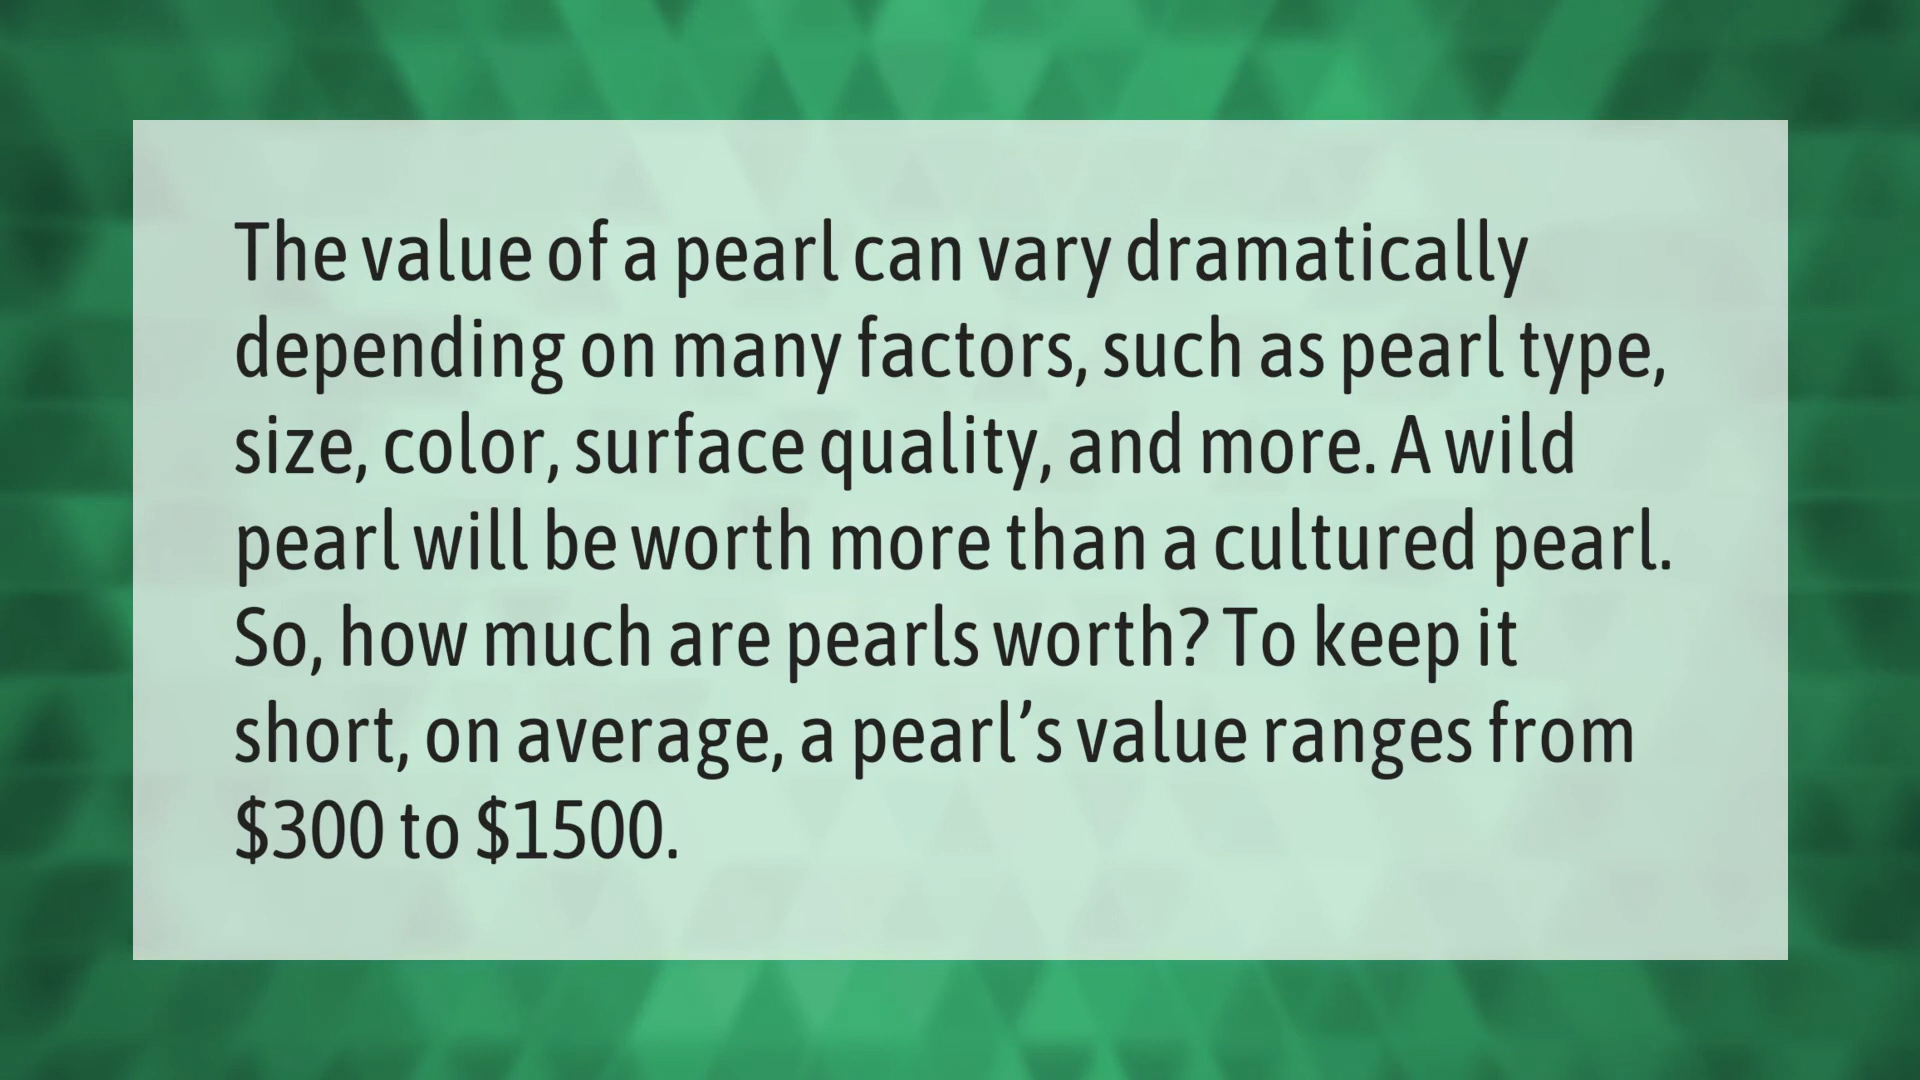 The value of a pearl can vary dramatically
depending on many factors, such as pearl type,
size, color, surface quality, and more. A wild
pearl will be worth more than a cultured pearl.
So, how much are pearls worth? To keep it
short, on average, a pearl’s value ranges from
$300 to $1500.